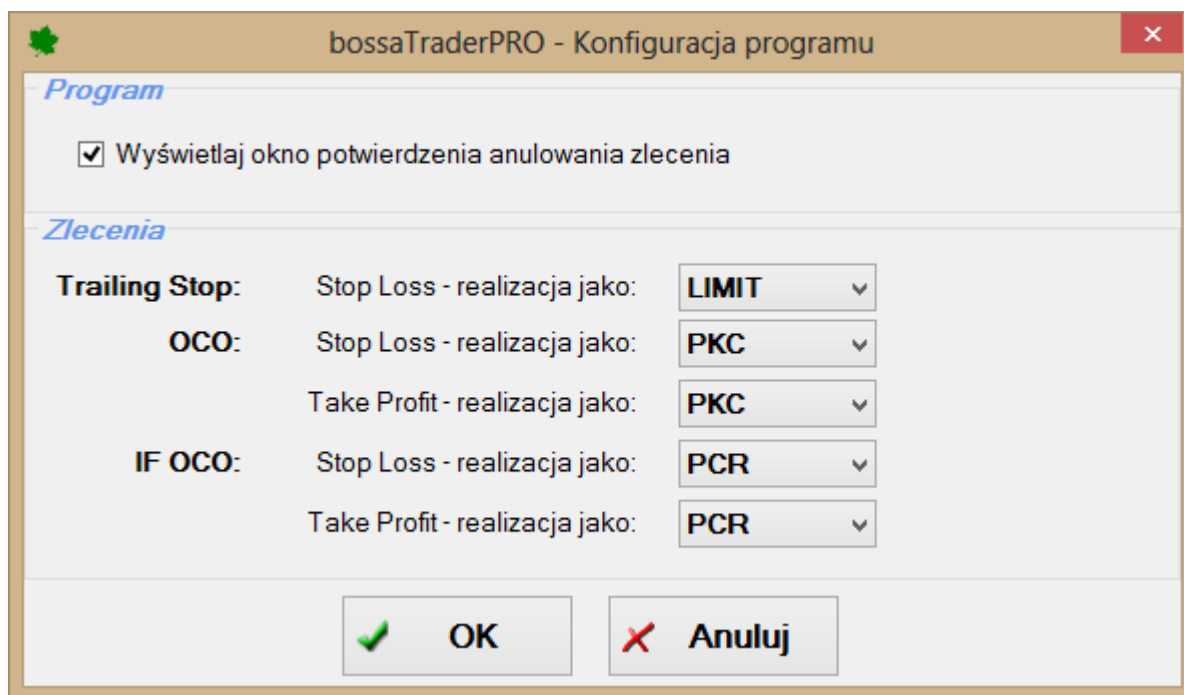 bossaTraderPRO - Konfiguracja programu
Program
Wyświetlaj okno potwierdzenia anulowania zlecenia
Zlecenia
Trailing Stop: Stop Loss - realizacja jako: LIMIT
OCO: Stop Loss - realizacja jako: PKC
Take Profit - realizacja jako: PKC
IF OCO: Stop Loss - realizacja jako: PCR
Take Profit - realizacja jako: PCR
OK Anuluj